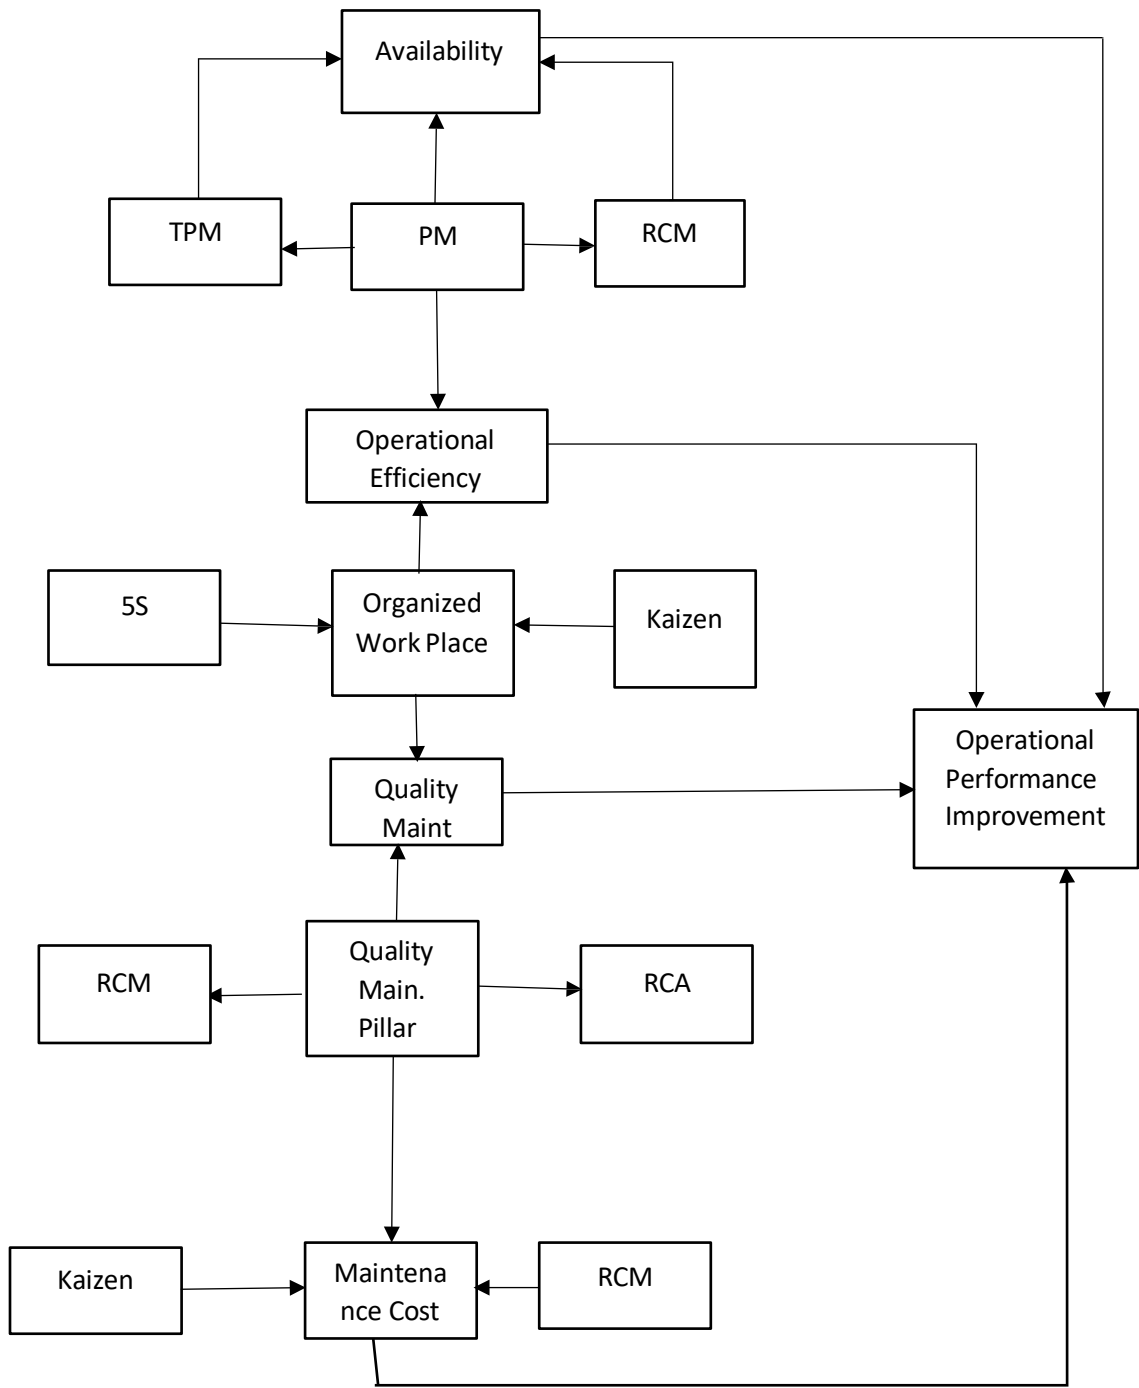 Availability
TPM
PM
RCM
Operational
Efficiency
5S
Organized
Work Place
Kaizen
Quality
Maint
Operational
Performance
Improvement
RCM
Quality
Main.
Pillar
RCA
Kaizen
Maintena
nce Cost
RCM